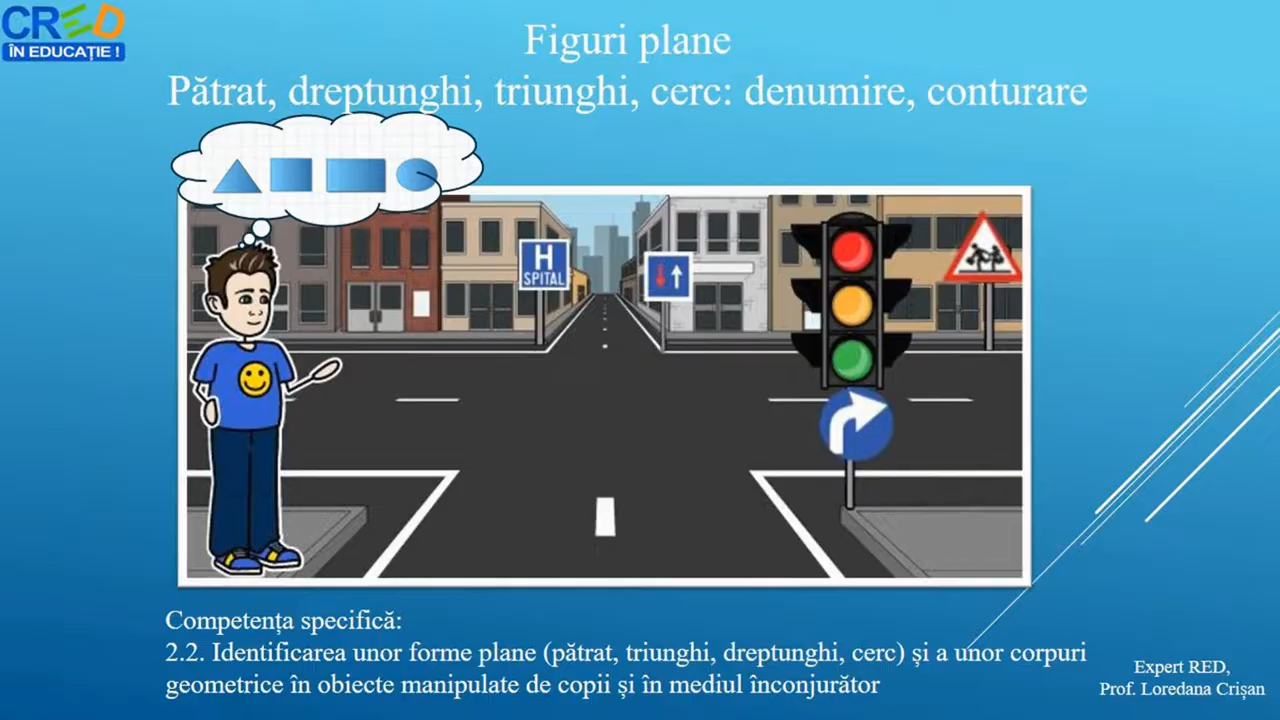 CRED
ÎN EDUCAȚIE !
Figuri plane
Pătrat, dreptunghi, triunghi, cerc: denumire, conturare
H
SPITAL
Competența specifică:
2.2. Identificarea unor forme plane (pătrat, triunghi, dreptunghi, cerc) și a unor corpuri
geometrice în obiecte manipulate de copii și în mediul înconjurător
Expert RED,
Prof. Loredana Crișan